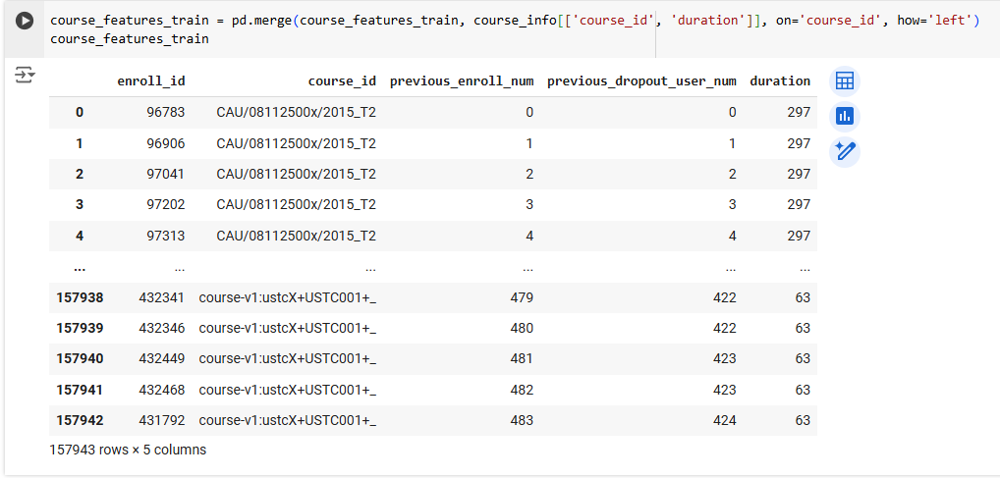 course_features_train = pd.merge(course_features_train, course_info[['course_id', 'duration']], on='course_id', how='left')
course_features_train
enroll_id course_id previous_enroll_num previous_dropout_user_num duration
0 96783 CAU/08112500x/2015_T2 0 0 297
1 96906 CAU/08112500x/2015_T2 1 1 297
2 97041 CAU/08112500x/2015_T2 2 2 297
3 97202 CAU/08112500x/2015_T2 3 3 297
4 97313 CAU/08112500x/2015_T2 4 4 297
... ... ... ... ... ...
157938 432341 course-v1:ustcX+USTC001+_ 479 422 63
157939 432346 course-v1:ustcX+USTC001+_ 480 422 63
157940 432449 course-v1:ustcX+USTC001+_ 481 423 63
157941 432468 course-v1:ustcX+USTC001+_ 482 423 63
157942 431792 course-v1:ustcX+USTC001+_ 483 424 63
157943 rows × 5 columns